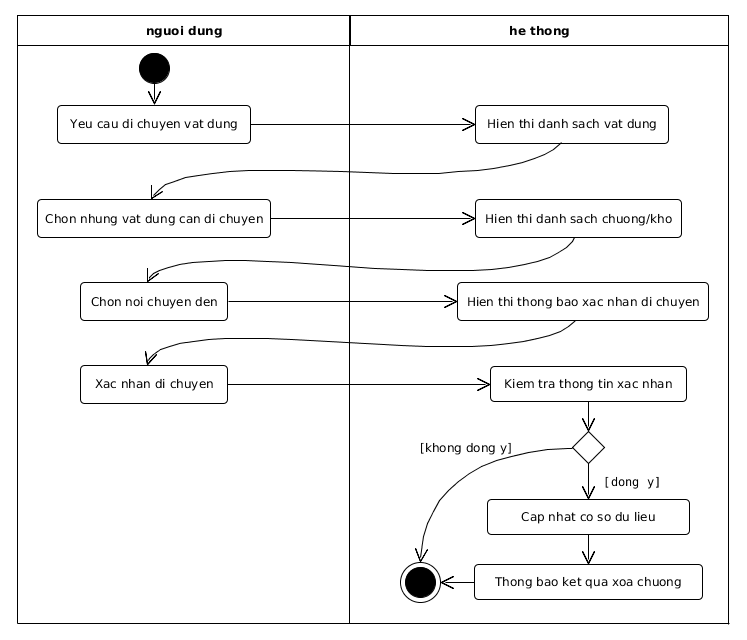 nguoi dung
he thong
Yeu cau di chuyen vat dung
Hien thi danh sach vat dung
Chon nhung vat dung can di chuyen
Hien thi danh sach chuong/kho
Chon noi chuyen den
Hien thi thong bao xac nhan di chuyen
Xac nhan di chuyen
Kiem tra thong tin xac nhan
[khong dong y]
[dong y]
Cap nhat co so du lieu
Thong bao ket qua xoa chuong